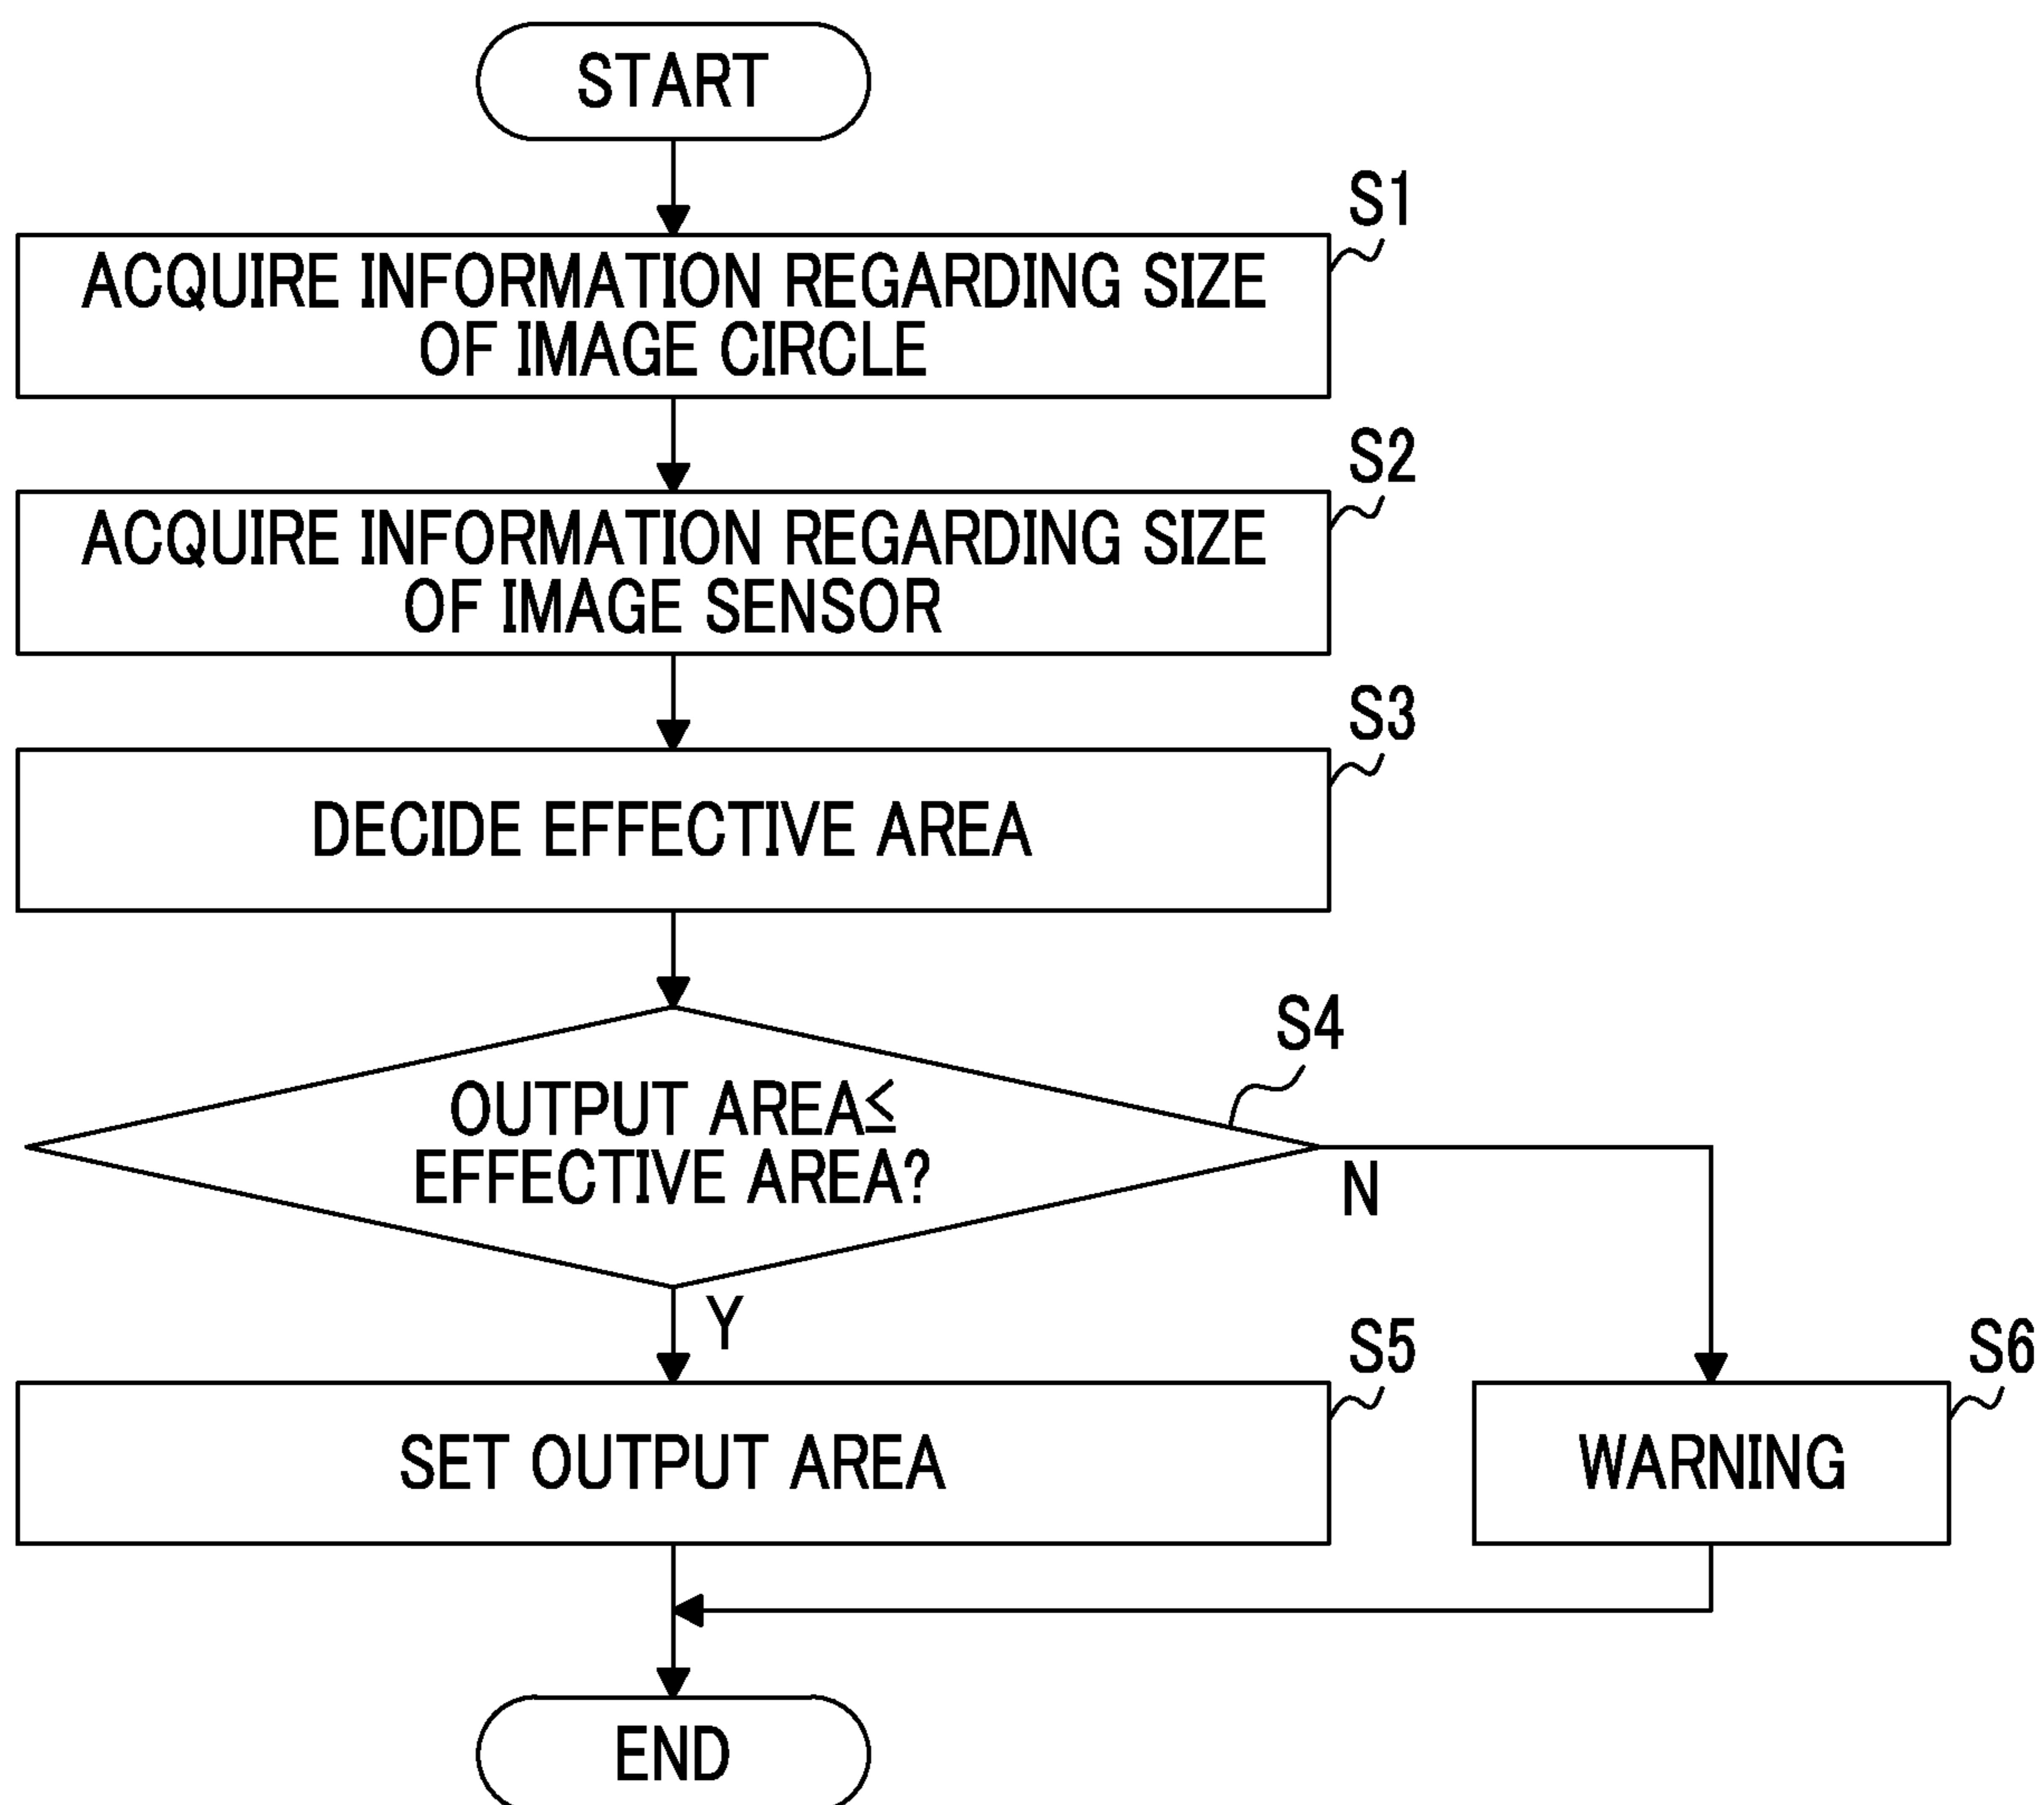 START
S1
ACQUIRE INFORMATION REGARDING SIZE
OF IMAGE CIRCLE
S2
ACQUIRE INFORMATION REGARDING SIZE
OF IMAGE SENSOR
S3
DECIDE EFFECTIVE AREA
S4
OUTPUT AREA≤
EFFECTIVE AREA?
N
Y
S5
SET OUTPUT AREA
S6
WARNING
END